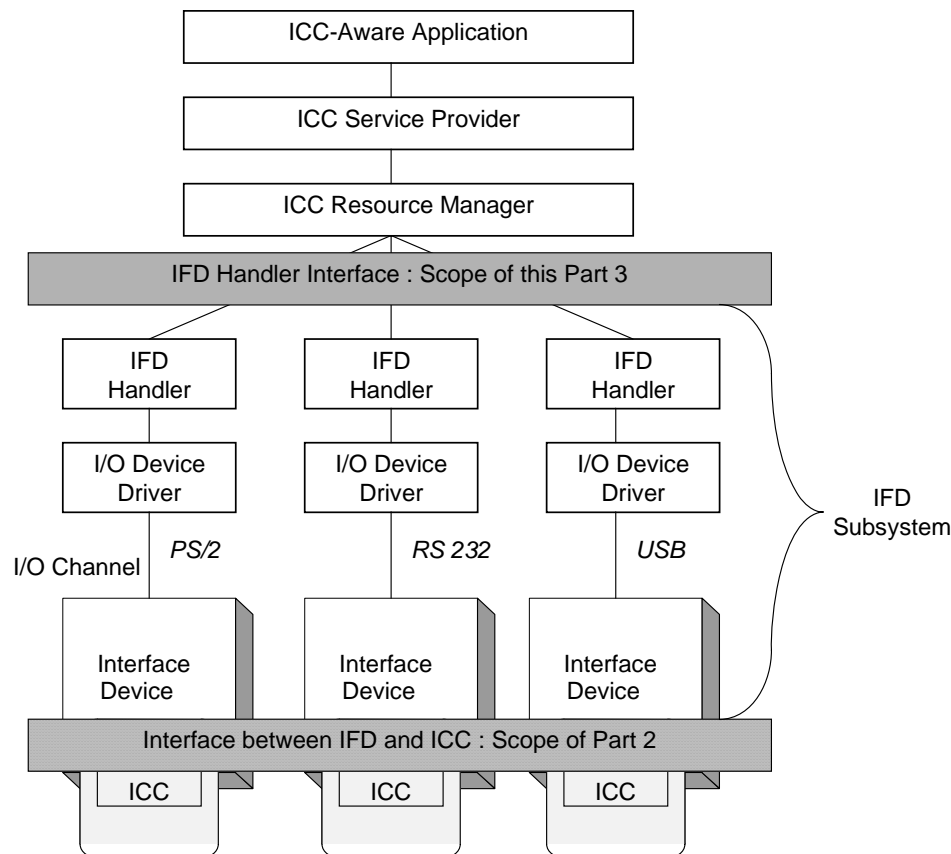 ICC-Aware Application
ICC Service Provider
ICC Resource Manager
IFD Handler Interface : Scope of this Part 3
IFD
Handler
IFD
Handler
IFD
Handler
I/O Device
Driver
I/O Device
Driver
I/O Device
Driver
IFD
Subsystem
I/O Channel
PS/2
RS 232
USB
Interface
Device
Interface
Device
Interface
Device
Interface between IFD and ICC : Scope of Part 2
ICC
ICC
ICC